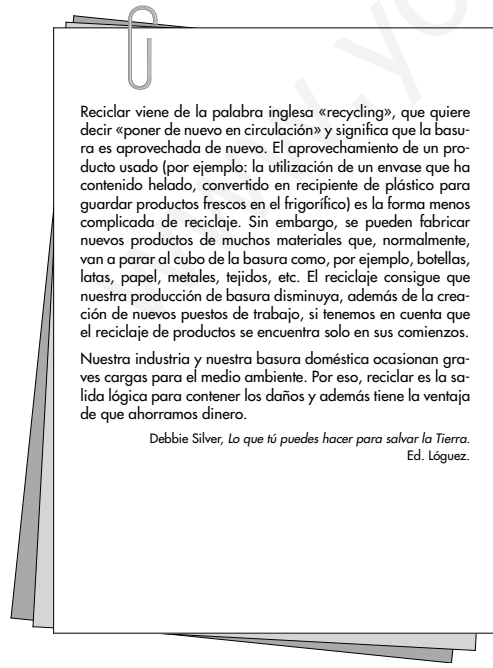 Reciclar viene de la palabra inglesa «recycling», que quiere
decir «poner de nuevo en circulación» y significa que la basu-
ra es aprovechada de nuevo. El aprovechamiento de un pro-
ducto usado (por ejemplo: la utilización de un envase que ha
contenido helado, convertido en recipiente de plástico para
guardar productos frescos en el frigorífico) es la forma menos
complicada de reciclaje. Sin embargo, se pueden fabricar
nuevos productos de muchos materiales que, normalmente,
van a parar al cubo de la basura como, por ejemplo, botellas,
latas, papel, metales, tejidos, etc. El reciclaje consigue que
nuestra producción de basura disminuya, además de la crea-
ción de nuevos puestos de trabajo, si tenemos en cuenta que
el reciclaje de productos se encuentra solo en sus comienzos.
Nuestra industria y nuestra basura doméstica ocasionan gra-
ves cargas para el medio ambiente. Por eso, reciclar es la sa-
lida lógica para contener los daños y además tiene la ventaja
de que ahorramos dinero.
Debbie Silver, Lo que tú puedes hacer para salvar la Tierra.
Ed. Lóguez.